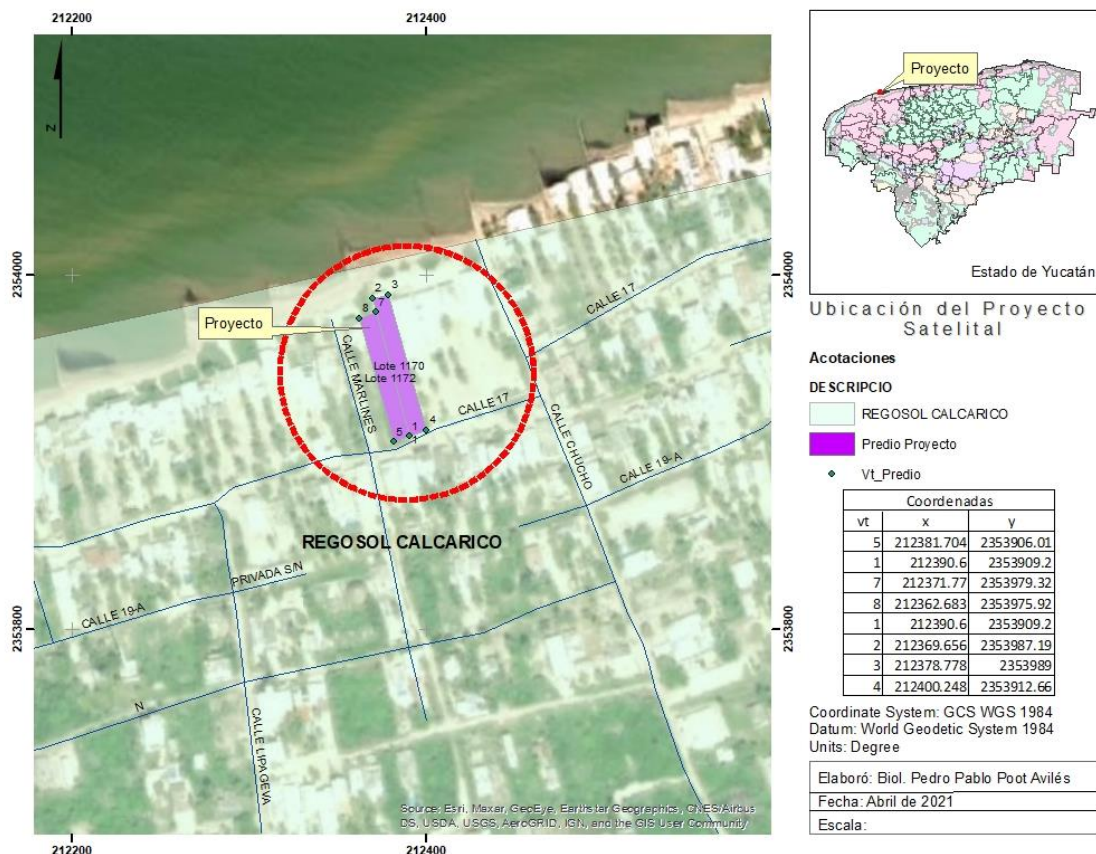 212200
212400
2354000
2353800
N
Proyecto
2
3
7
8
Lote 1170
Lote 1172
5
1
1
4
CALLE MARLINES
CALLE 17
CALLE 17
CALLE CHUCHO
CALLE 19-A
REGOSOL CALCARICO
PRIVADA S/N
CALLE 19-A
N
CALLE LIPAGEVA
Source: Esri, Maxar, GeoEye, Earthstar Geographics, CNES/Airbus
DS, USDA, USGS, AeroGRID, IGN, and the GIS User Community
2354000
2353800
212200
212400
Proyecto
Estado de Yucatán
Ubicación del Proyecto
Satelital
Acotaciones
DESCRIPCIO
REGOSOL CALCARICO
Predio Proyecto
Vt_Predio
Coordenadas
vt x y
5 212381.704 2353906.01
1 212390.6 2353909.2
7 212371.77 2353979.32
8 212362.683 2353975.92
1 212390.6 2353909.2
2 212369.656 2353987.19
3 212378.778 2353989
4 212400.248 2353912.66
Coordinate System: GCS WGS 1984
Datum: World Geodetic System 1984
Units: Degree
Elaboró: Biol. Pedro Pablo Poot Avilés
Fecha: Abril de 2021
Escala: